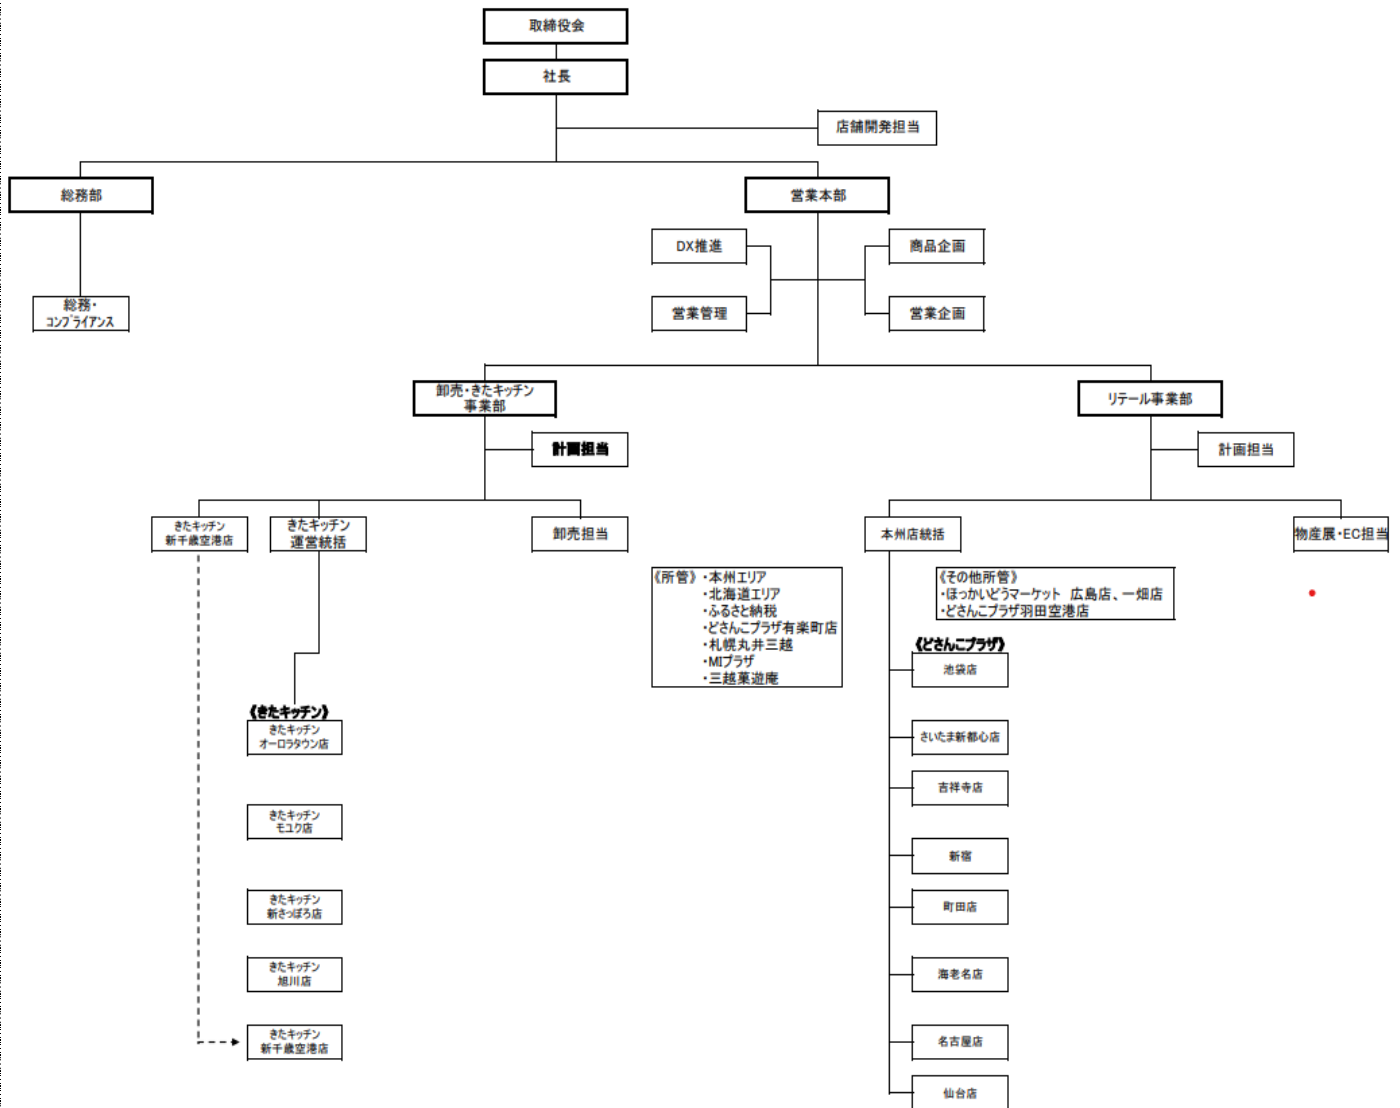 取締役会
社長
店舗開発担当
総務部
営業本部
DX推進
商品企画
総務・
コンプライアンス
営業管理
営業企画
卸売・きたキッチン
事業部
リテール事業部
計画担当
計画担当
きたキッチン
新千歳空港店
きたキッチン
運営統括
卸売担当
本州店統括
物産展・EC担当
《所管》・本州エリア
・北海道エリア
・ふるさと納税
・どさんこプラザ有楽町店
・札幌丸井三越
・MIプラザ
・三越菓遊庵
《その他所管》
・ほっかいどうマーケット 広島店、一畑店
・どさんこプラザ羽田空港店
《どさんこプラザ》
池袋店
さいたま新都心店
吉祥寺店
新宿
町田店
海老名店
名古屋店
仙台店
《きたキッチン》
きたキッチン
オーロラタウン店
きたキッチン
モユク店
きたキッチン
新さっぽろ店
きたキッチン
旭川店
きたキッチン
新千歳空港店